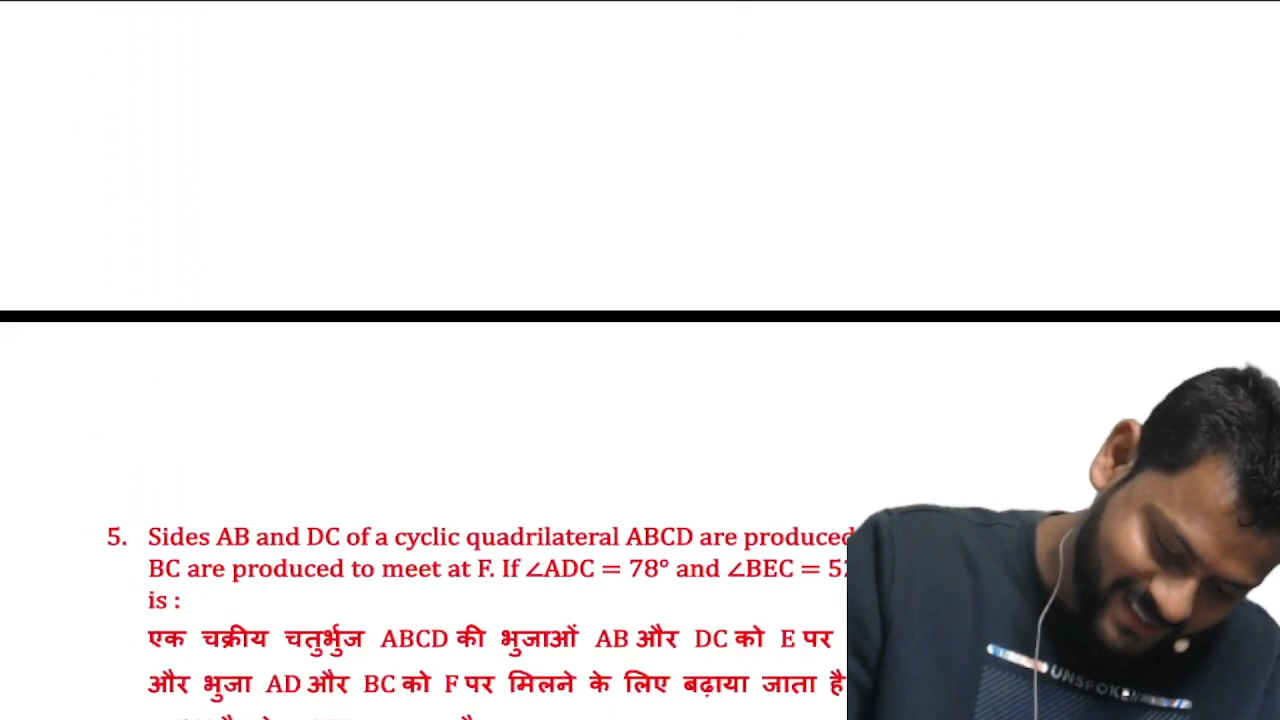 5. Sides AB and DC of a cyclic quadrilateral ABCD are produced
BC are produced to meet at F. If ∠ADC = 78° and ∠BEC =
is :
एक चक्रीय चतुर्भुज ABCD की भुजाओं AB और DC को E पर
और भुजा AD और BC को F पर मिलने के लिए बढ़ाया जाता है
UNSPOKEN